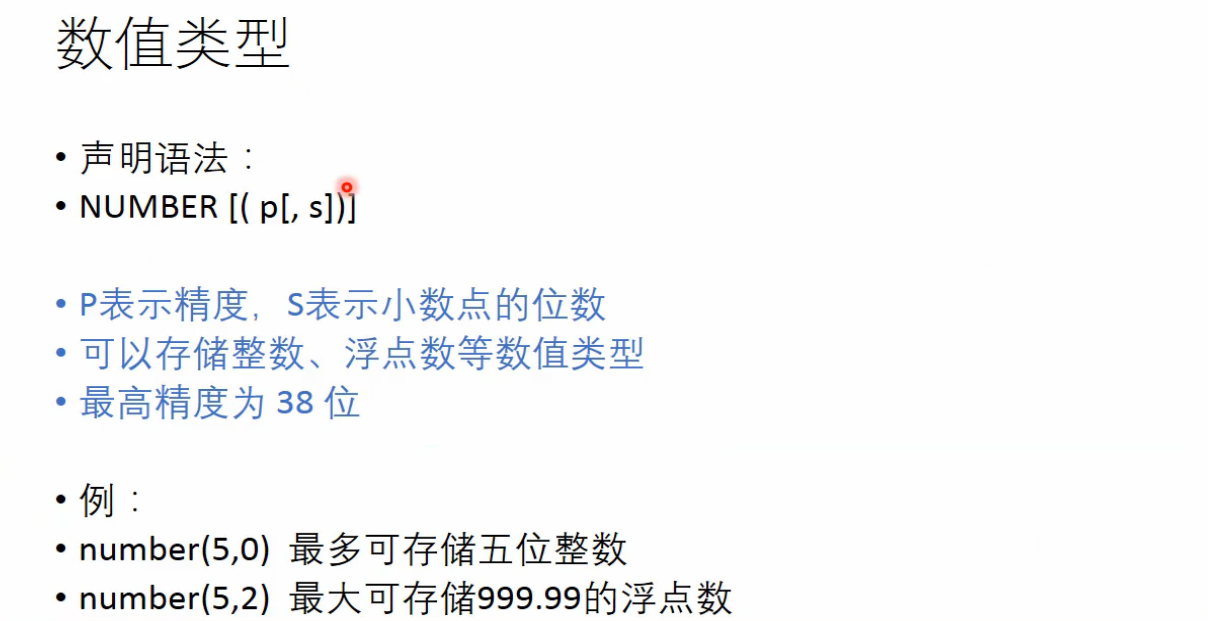 数值类型
• 声明语法：
• NUMBER [( p[, s])]
• P表示精度，S表示小数点的位数
• 可以存储整数、浮点数等数值类型
• 最高精度为 38 位
• 例：
• number(5,0) 最多可存储五位整数
• number(5,2) 最大可存储999.99的浮点数